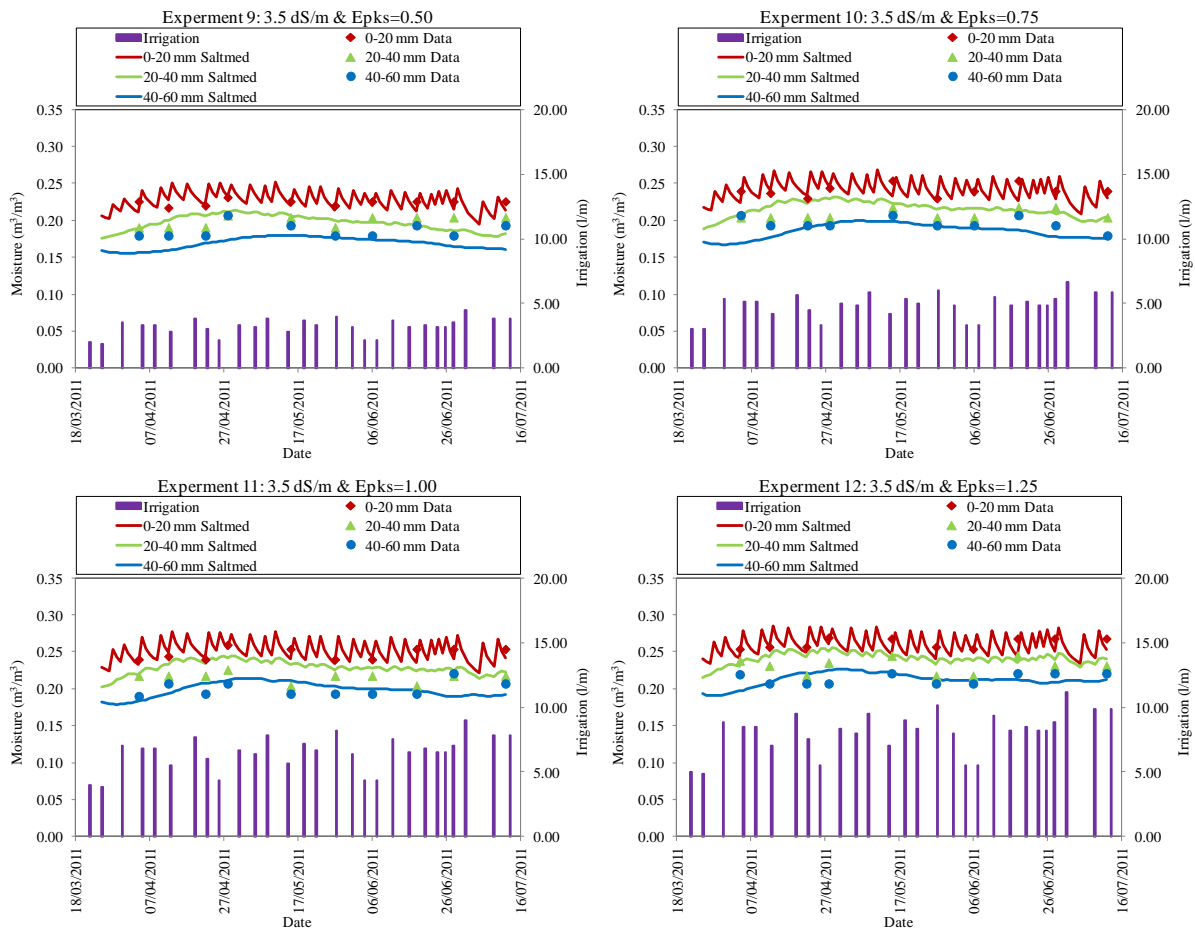 Experment 9: 3.5 dS/m & Epks=0.50
Irrigation
0-20 mm Data
0-20 mm Saltmed
20-40 mm Data
20-40 mm Saltmed
40-60 mm Data
40-60 mm Saltmed
0.35
0.30
0.25
0.20
0.15
0.10
0.05
0.00
Moisture (m³/m³)
20.00
15.00
10.00
5.00
0.00
Irrigation (l/m)
18/03/2011
07/04/2011
27/04/2011
17/05/2011
06/06/2011
26/06/2011
16/07/2011
Date
Experment 10: 3.5 dS/m & Epks=0.75
Irrigation
0-20 mm Data
0-20 mm Saltmed
20-40 mm Data
20-40 mm Saltmed
40-60 mm Data
40-60 mm Saltmed
0.35
0.30
0.25
0.20
0.15
0.10
0.05
0.00
Moisture (m³/m³)
20.00
15.00
10.00
5.00
0.00
Irrigation (l/m)
18/03/2011
07/04/2011
27/04/2011
17/05/2011
06/06/2011
26/06/2011
16/07/2011
Date
Experment 11: 3.5 dS/m & Epks=1.00
Irrigation
0-20 mm Data
0-20 mm Saltmed
20-40 mm Data
20-40 mm Saltmed
40-60 mm Data
40-60 mm Saltmed
0.35
0.30
0.25
0.20
0.15
0.10
0.05
0.00
Moisture (m³/m³)
20.00
15.00
10.00
5.00
0.00
Irrigation (l/m)
18/03/2011
07/04/2011
27/04/2011
17/05/2011
06/06/2011
26/06/2011
16/07/2011
Date
Experment 12: 3.5 dS/m & Epks=1.25
Irrigation
0-20 mm Data
0-20 mm Saltmed
20-40 mm Data
20-40 mm Saltmed
40-60 mm Data
40-60 mm Saltmed
0.35
0.30
0.25
0.20
0.15
0.10
0.05
0.00
Moisture (m³/m³)
20.00
15.00
10.00
5.00
0.00
Irrigation (l/m)
18/03/2011
07/04/2011
27/04/2011
17/05/2011
06/06/2011
26/06/2011
16/07/2011
Date